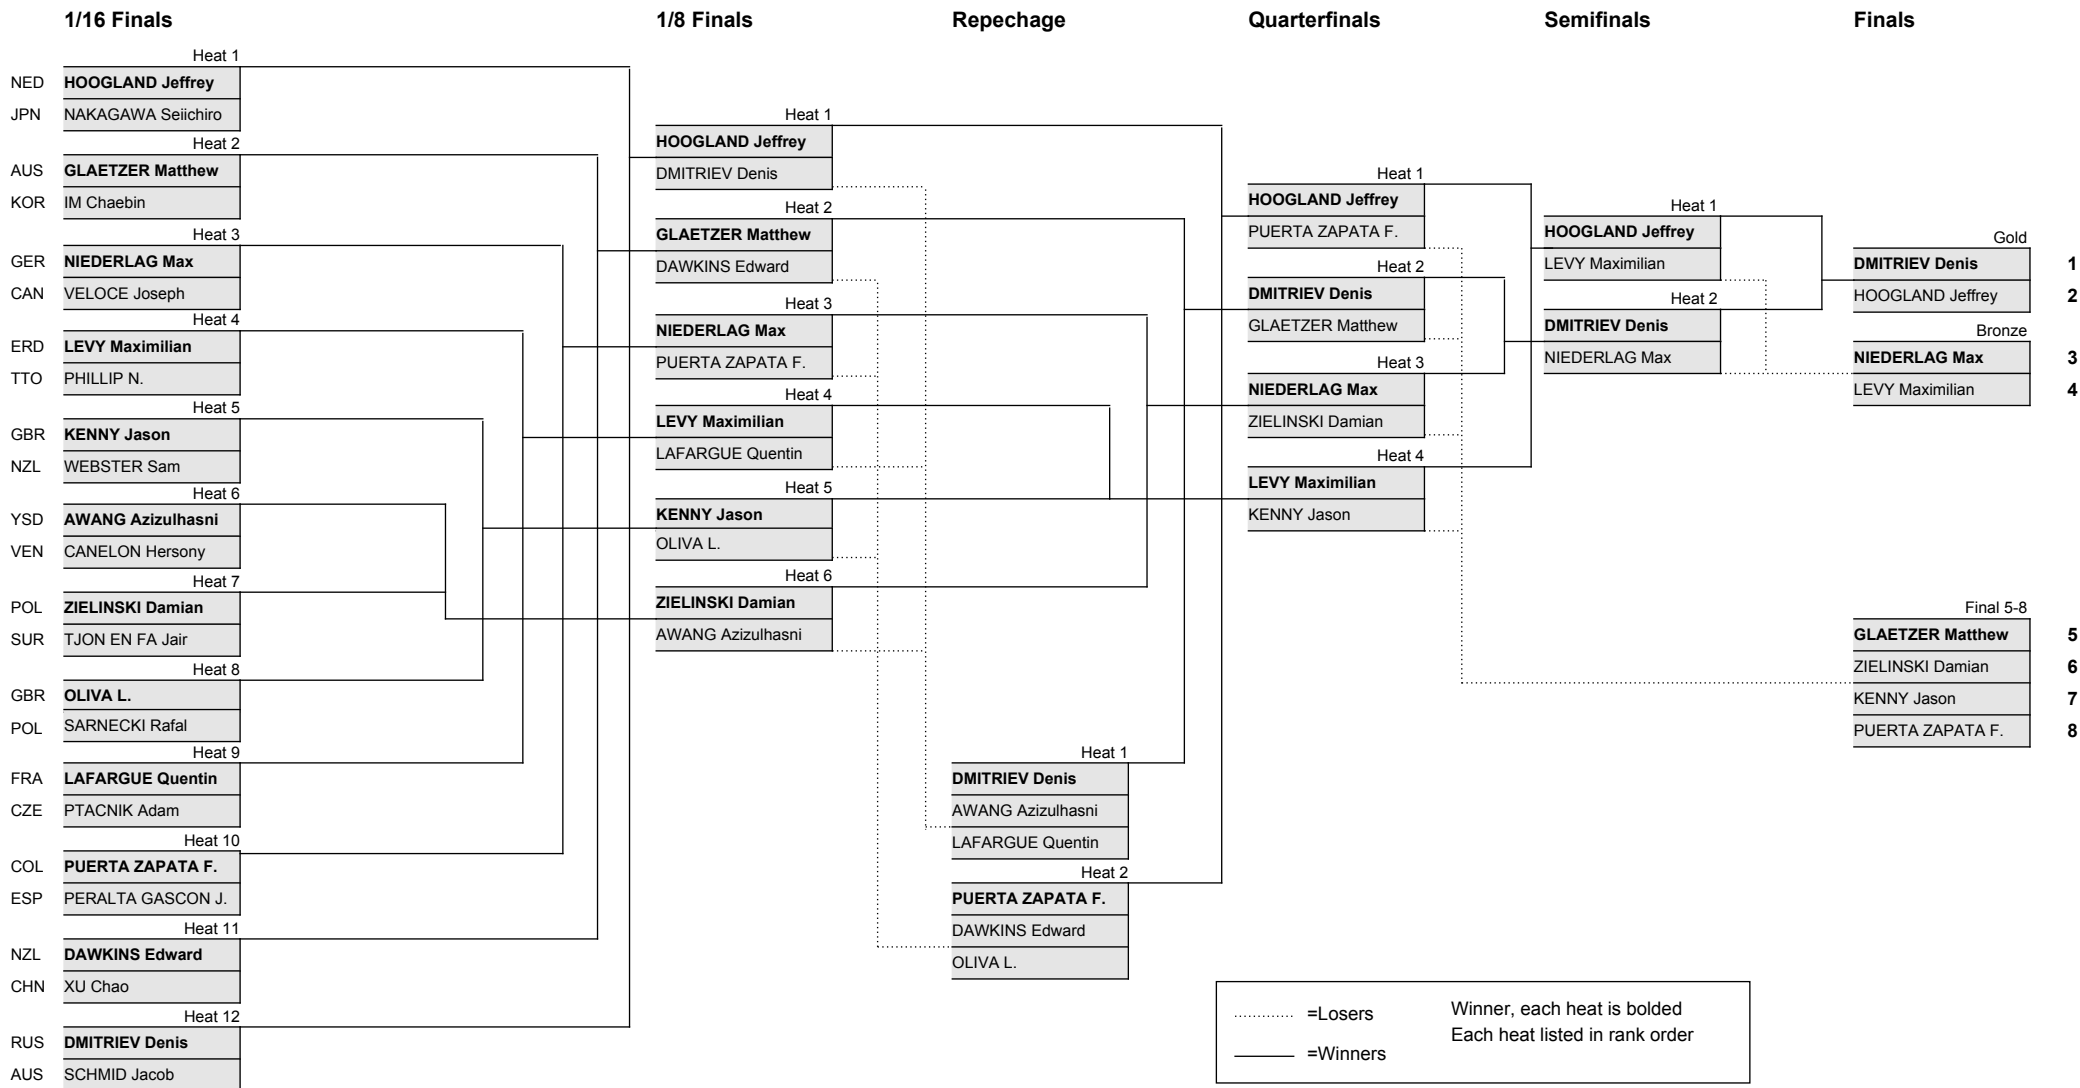 1/16 Finals
1/8 Finals
Repechage
Quarterfinals
Semifinals
Finals
Heat 1
NED HOOGLAND Jeffrey
JPN NAKAGAWA Seiichiro
Heat 2
AUS GLAETZER Matthew
KOR IM Chaebin
Heat 3
GER NIEDERLAG Max
CAN VELOCE Joseph
Heat 4
ERD LEVY Maximilian
TTO PHILLIP N.
Heat 5
GBR KENNY Jason
NZL WEBSTER Sam
Heat 6
YSD AWANG Azizulhasni
VEN CANELON Hersony
Heat 7
POL ZIELINSKI Damian
SUR TJON EN FA Jair
Heat 8
GBR OLIVA L.
POL SARNECKI Rafal
Heat 9
FRA LAFARGUE Quentin
CZE PTACNIK Adam
Heat 10
COL PUERTA ZAPATA F.
ESP PERALTA GASCON J.
Heat 11
NZL DAWKINS Edward
CHN XU Chao
Heat 12
RUS DMITRIEV Denis
AUS SCHMID Jacob
Heat 1
HOOGLAND Jeffrey
DMITRIEV Denis
Heat 2
GLAETZER Matthew
DAWKINS Edward
Heat 3
NIEDERLAG Max
PUERTA ZAPATA F.
Heat 4
LEVY Maximilian
LAFARGUE Quentin
Heat 5
KENNY Jason
OLIVA L.
Heat 6
ZIELINSKI Damian
AWANG Azizulhasni
Heat 1
DMITRIEV Denis
AWANG Azizulhasni
LAFARGUE Quentin
Heat 2
PUERTA ZAPATA F.
DAWKINS Edward
OLIVA L.
Heat 1
HOOGLAND Jeffrey
PUERTA ZAPATA F.
Heat 2
DMITRIEV Denis
GLAETZER Matthew
Heat 3
NIEDERLAG Max
ZIELINSKI Damian
Heat 4
LEVY Maximilian
KENNY Jason
Heat 1
HOOGLAND Jeffrey
LEVY Maximilian
Heat 2
DMITRIEV Denis
NIEDERLAG Max
Gold
DMITRIEV Denis 1
HOOGLAND Jeffrey 2
Bronze
NIEDERLAG Max 3
LEVY Maximilian 4
Final 5-8
GLAETZER Matthew 5
ZIELINSKI Damian 6
KENNY Jason 7
PUERTA ZAPATA F. 8
=Losers
=Winners
Winner, each heat is bolded
Each heat listed in rank order